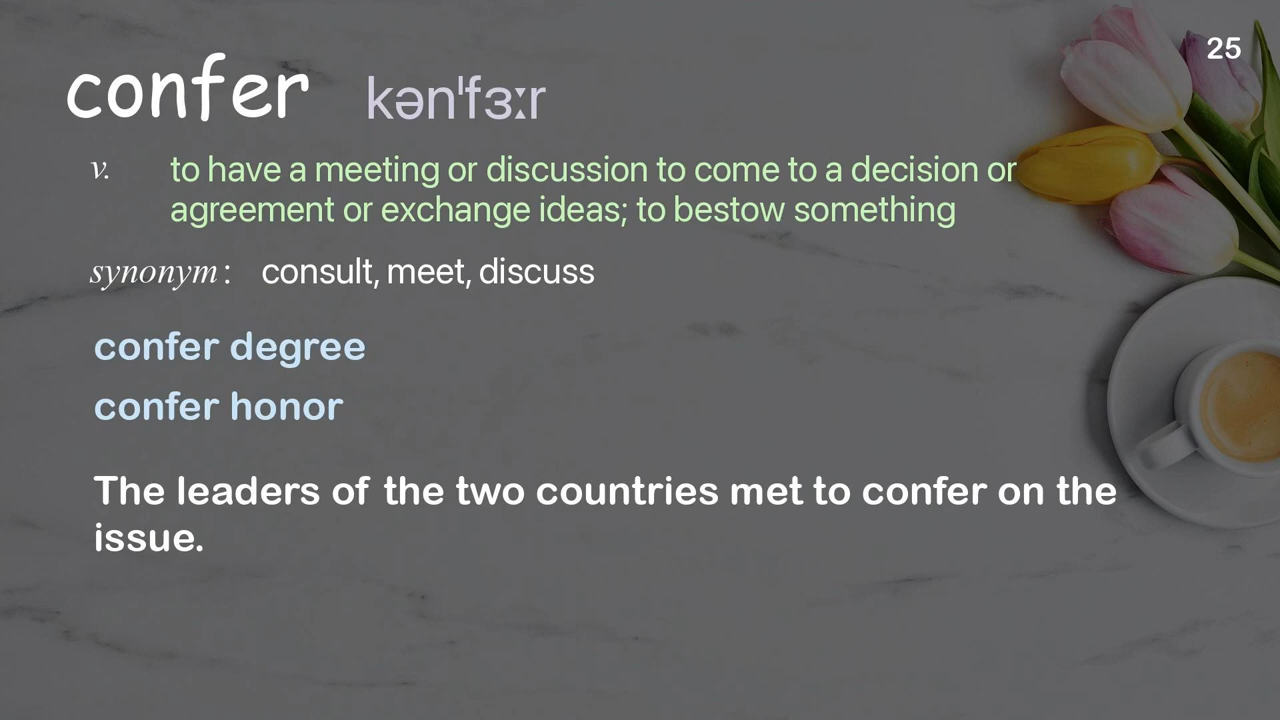 25
confer kən'fɜːr
v. to have a meeting or discussion to come to a decision or
agreement or exchange ideas; to bestow something
synonym: consult, meet, discuss
confer degree
confer honor
The leaders of the two countries met to confer on the
issue.